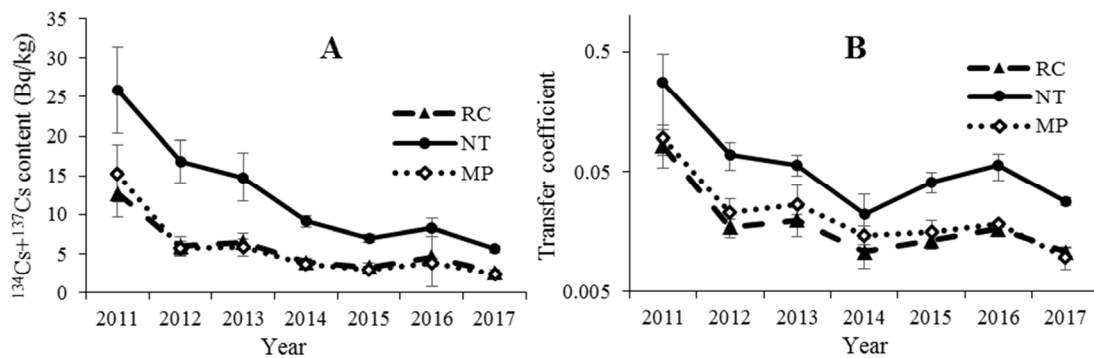 A
¹³⁴Cs+¹³⁷Cs content (Bq/kg)
35
30
25
20
15
10
5
0
RC
NT
MP
2011 2012 2013 2014 2015 2016 2017
Year
B
Transfer coefficient
0.5
0.05
0.005
RC
NT
MP
2011 2012 2013 2014 2015 2016 2017
Year